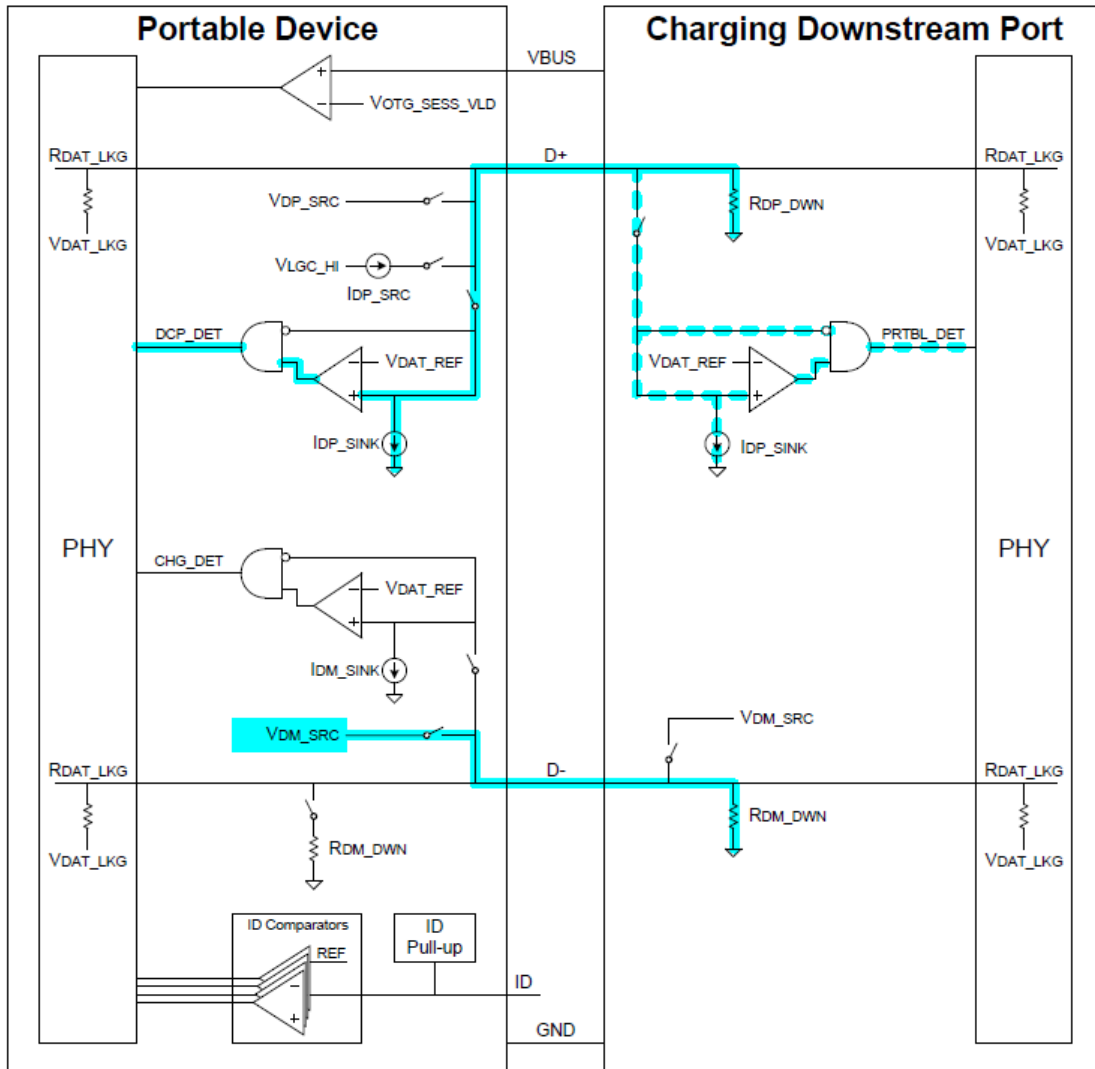 Portable Device
Charging Downstream Port
VBUS
VOTG_SESS_VLD
RDAT_LKG
D+
RDAT_LKG
VDP_SRC
RDP_DWN
VDAT_LKG
VDAT_LKG
VLGC_HI
IDP_SRC
DCP_DET
VDAT_REF
VDAT_REF
PRTBL_DET
IDP_SINK
IDP_SINK
PHY
CHG_DET
VDAT_REF
PHY
IDM_SINK
VDM_SRC
VDM_SRC
RDAT_LKG
D-
RDAT_LKG
RDM_DWN
RDM_DWN
VDAT_LKG
VDAT_LKG
ID Comparators
REF
ID
Pull-up
ID
GND